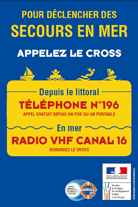 POUR DÉCLENCHER DES
SECOURS EN MER
APPELEZ LE CROSS
Depuis le littoral
TÉLÉPHONE N°196
APPEL GRATUIT DEPUIS UN FIXE OU UN PORTABLE
En mer
RADIO VHF CANAL 16
DEMANDEZ LE CROSS